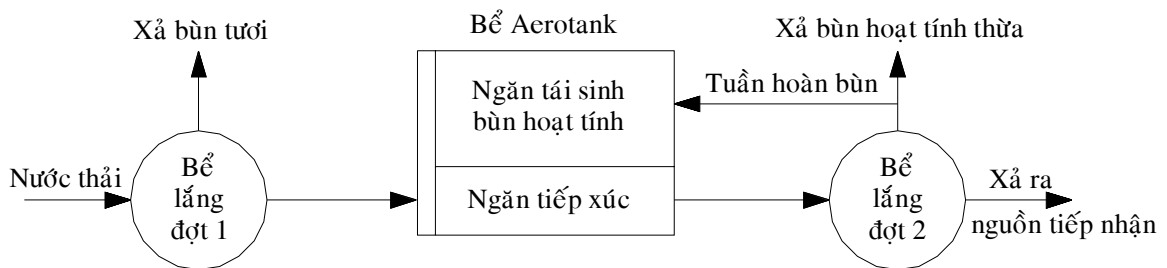 Xả bùn tươi
Bể Aerotank
Xả bùn hoạt tính thừa
Ngăn tái sinh
bùn hoạt tính
Tuần hoàn bùn
Nước thải
Bể
lắng
đợt 1
Ngăn tiếp xúc
Bể
lắng
đợt 2
Xả ra
nguồn tiếp nhận